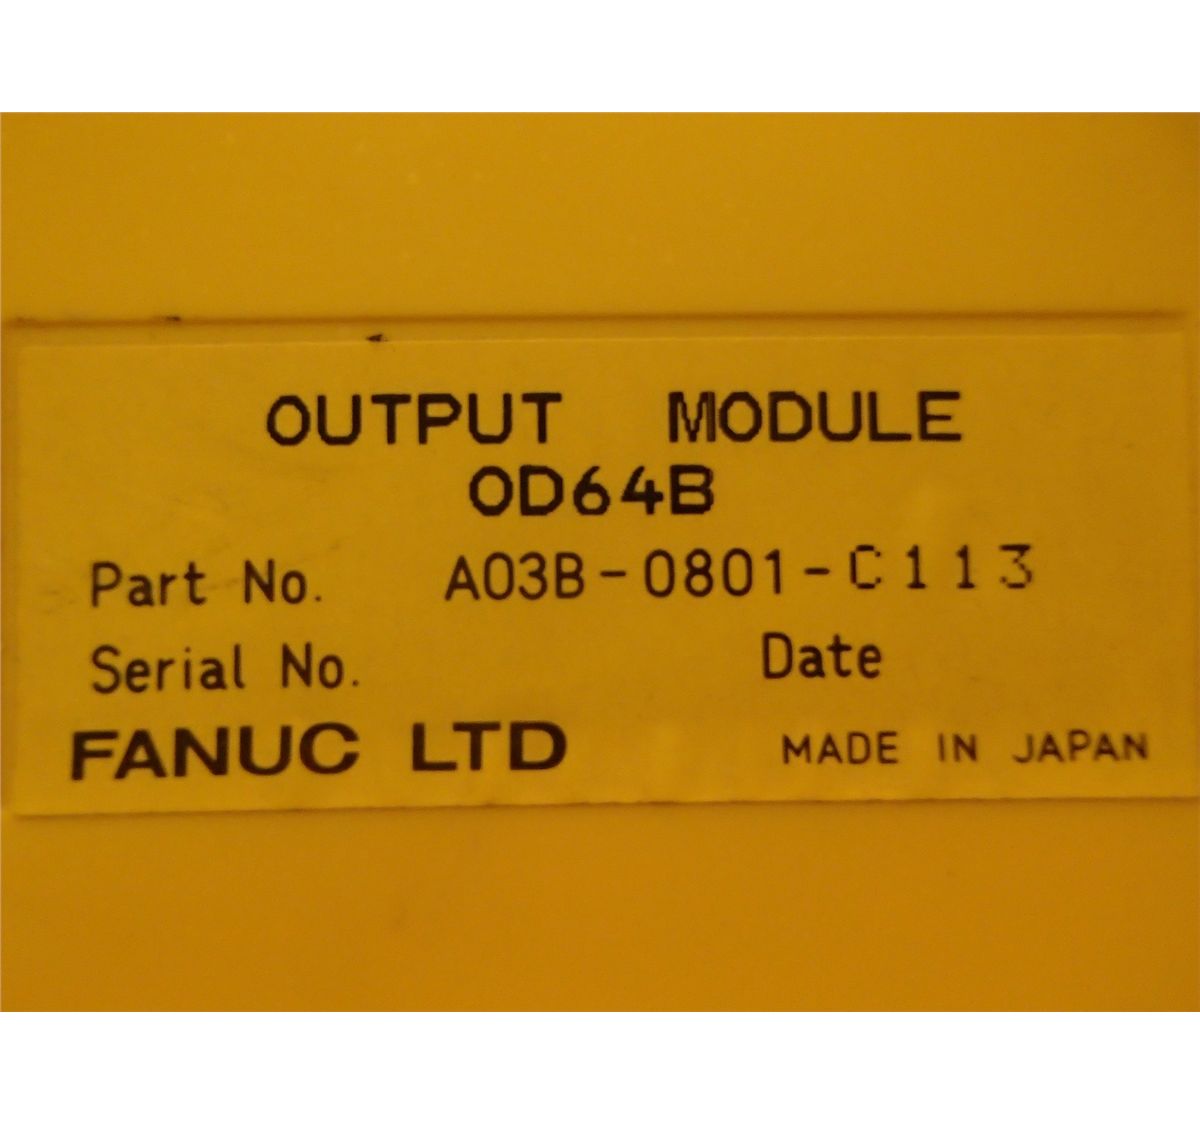 OUTPUT MODULE
OD64B
Part No. A03B-0801-C113
Serial No. Date
FANUC LTD MADE IN JAPAN